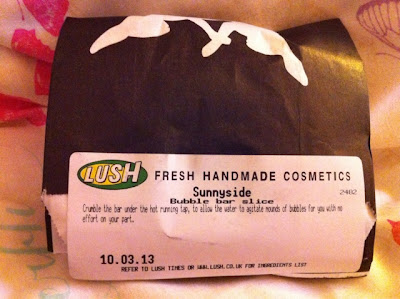 LUSH FRESH HANDMADE COSMETICS
Sunnyside 2482
Bubble bar slice
Crumble the bar under the hot running tap, to allow the water to agitate mounds of bubbles for you with no
effort on your part.
10.03.13
REFER TO LUSH TIMES OR WWW.LUSH.CO.UK FOR INGREDIENTS LIST